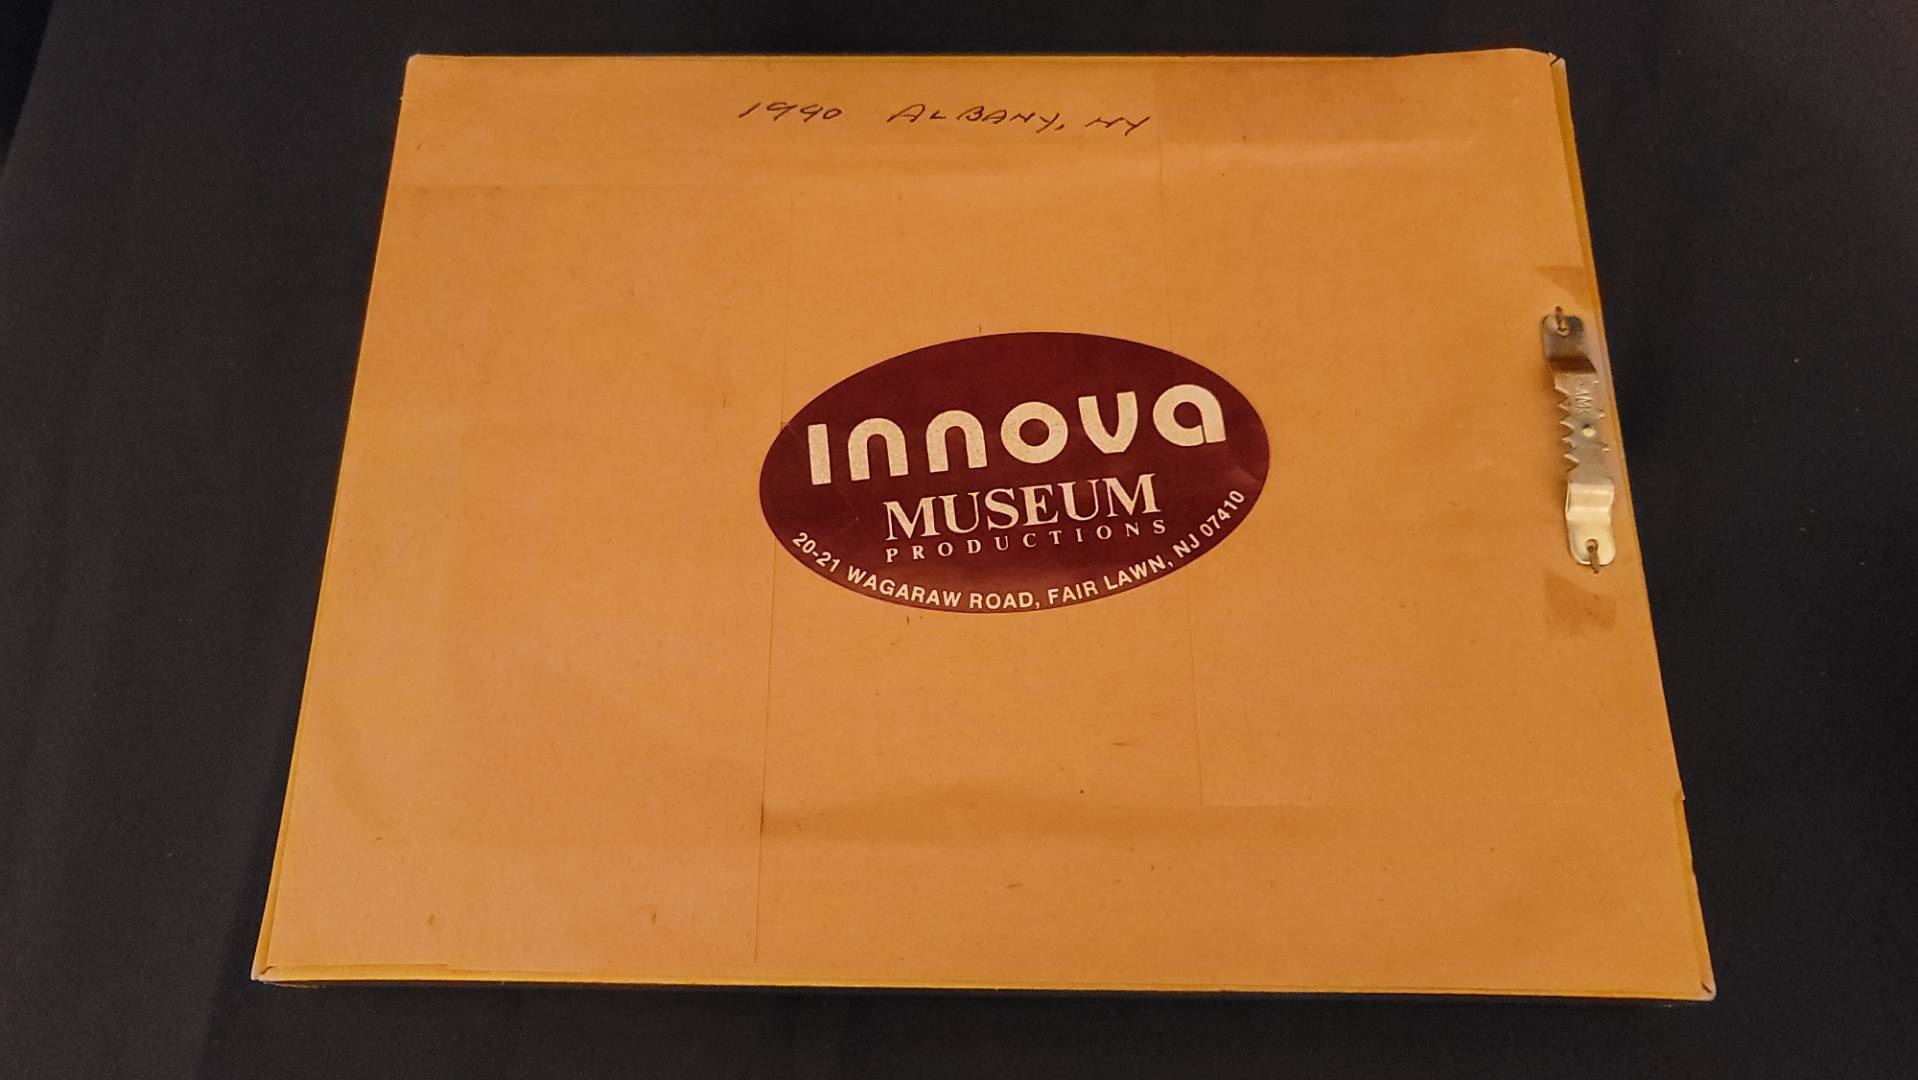 1990 ALBANY, NY
INNOVA
MUSEUM
PRODUCTIONS
20-21 WAGARAW ROAD, FAIR LAWN, NJ 07410